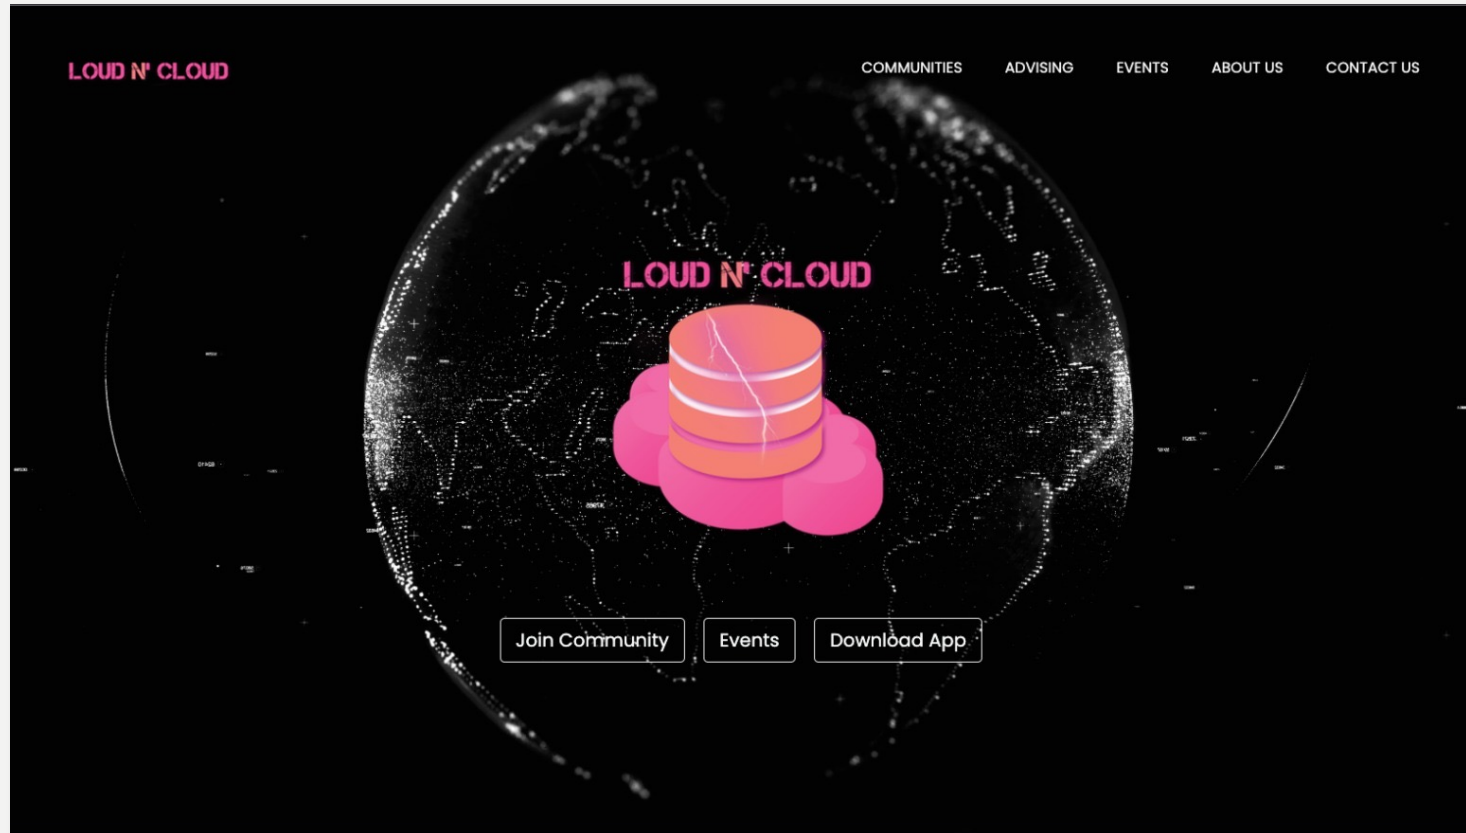 LOUD N' CLOUD
COMMUNITIES ADVISING EVENTS ABOUT US CONTACT US
LOUD N' CLOUD
Join Community Events Download App